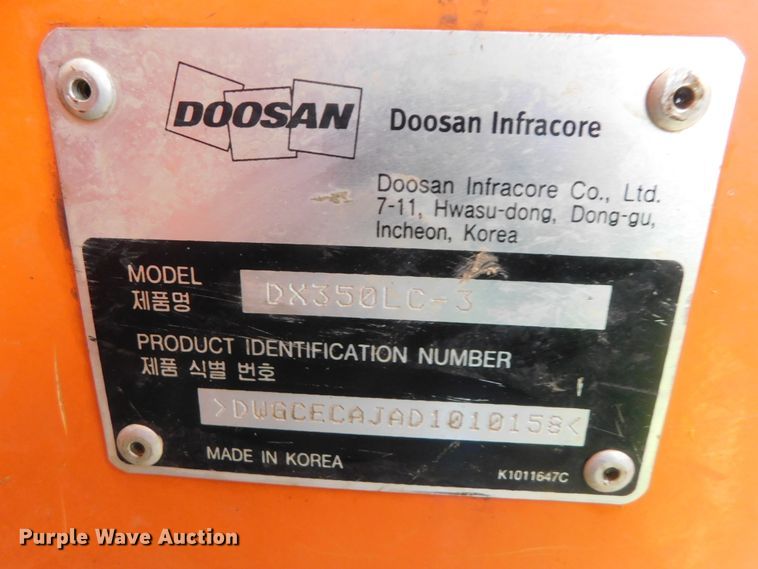 DOOSAN
Doosan Infracore
Doosan Infracore Co., Ltd.
7-11, Hwasu-dong, Dong-gu,
Incheon, Korea
MODEL
제품명
DX350LC-3
PRODUCT IDENTIFICATION NUMBER
제품 식별 번호
>DWGCECAJAD1010158<
MADE IN KOREA
K1011647C
Purple Wave Auction